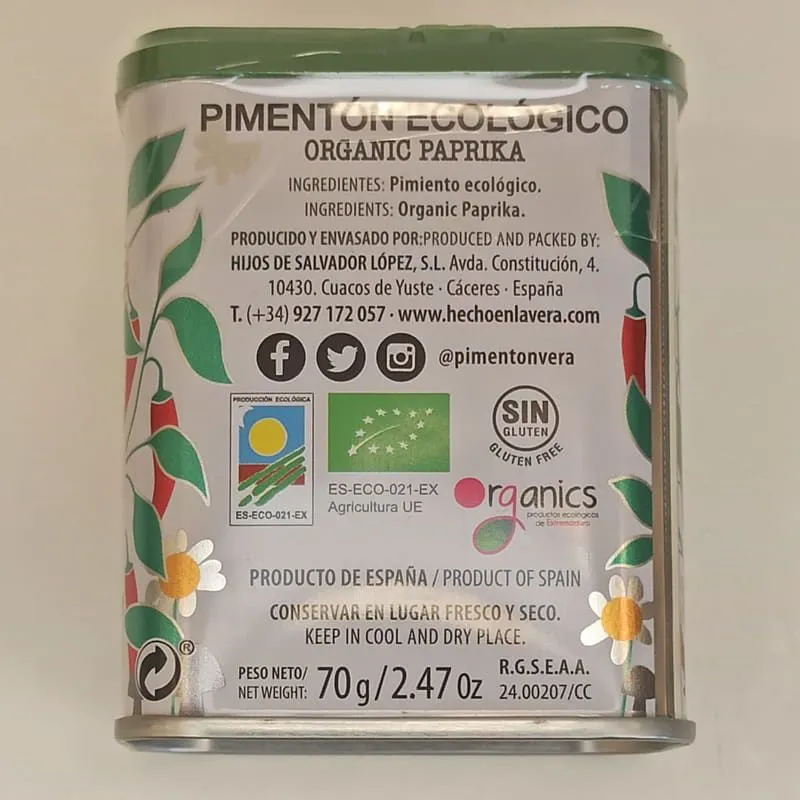 PIMENTÓN ECOLÓGICO
ORGANIC PAPRIKA
INGREDIENTES: Pimiento ecológico.
INGREDIENTS: Organic Paprika.
PRODUCIDO Y ENVASADO POR:PRODUCED AND PACKED BY:
HIJOS DE SALVADOR LÓPEZ, S.L. Avda. Constitución, 4.
10430. Cuacos de Yuste · Cáceres · España
T. (+34) 927 172 057 · www.hechoenlavera.com
@pimentonvera
PRODUCCIÓN ECOLÓGICA
ES-ECO-021-EX
ES-ECO-021-EX
Agricultura UE
SIN
GLUTEN
GLUTEN FREE
Organics
productos ecológicos
de Extremadura
PRODUCTO DE ESPAÑA / PRODUCT OF SPAIN
CONSERVAR EN LUGAR FRESCO Y SECO.
KEEP IN COOL AND DRY PLACE.
®
PESO NETO/
NET WEIGHT: 70 g / 2.47 Oz
R.G.S.E.A.A.
24.00207/CC